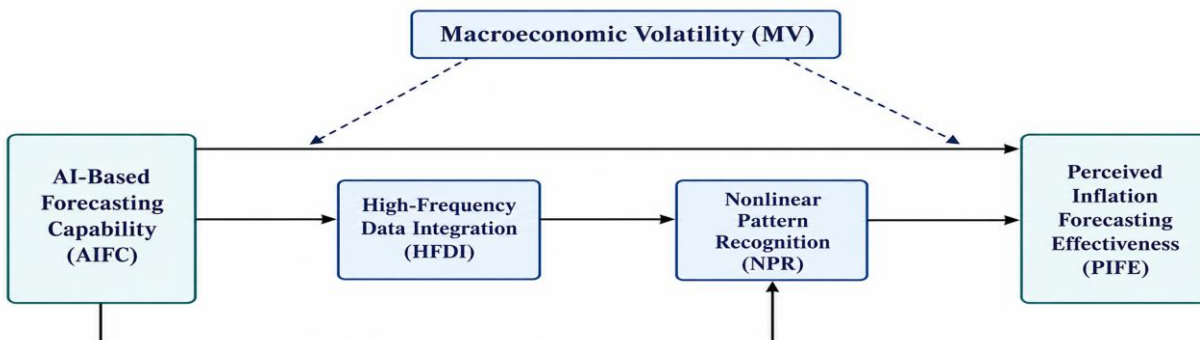 Macroeconomic Volatility (MV)
AI-Based
Forecasting
Capability
(AIFC)
High-Frequency
Data Integration
(HFDI)
Nonlinear
Pattern
Recognition
(NPR)
Perceived
Inflation
Forecasting
Effectiveness
(PIFE)